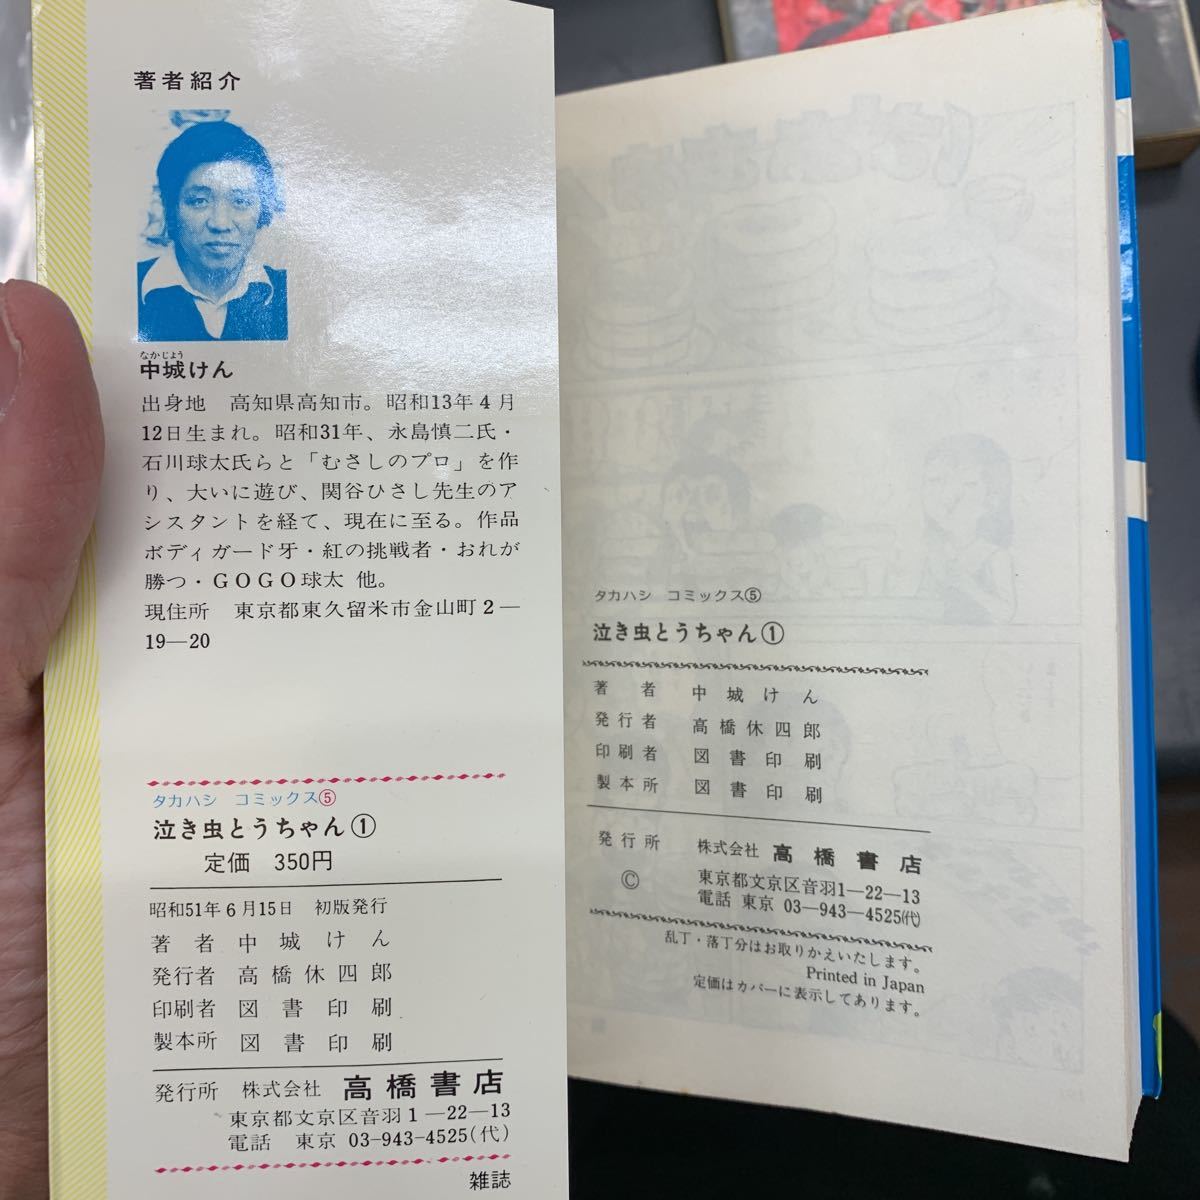 著者紹介
なかじょう
中城けん
出身地　高知県高知市。昭和13年4月
12日生まれ。昭和31年、永島慎二氏・
石川球太氏らと「むさしのプロ」を作
り、大いに遊び、関谷ひさし先生のア
シスタントを経て、現在に至る。作品
ボディガード牙・紅の挑戦者・おれが
勝つ・GOGO球太 他。
現住所　東京都東久留米市金山町2―
19―20
タカハシ　コミックス⑤
泣き虫とうちゃん①
定価　350円
昭和51年6月15日　初版発行
著　者　中　城　け　ん
発行者　高　橋　休　四　郎
印刷者　図　書　印　刷
製本所　図　書　印　刷
発行所　株式会社　高橋書店
東京都文京区音羽1―22―13
電話　東京 03-943-4525(代)
雑誌
タカハシ　コミックス⑤
泣き虫とうちゃん①
著　者　中　城　け　ん
発行者　高　橋　休　四　郎
印刷者　図　書　印　刷
製本所　図　書　印　刷
発行所　株式会社　高橋書店
Ⓒ　東京都文京区音羽1―22―13
電話 東京 03―943―4525(代)
乱丁・落丁分はお取りかえいたします。
Printed in Japan
定価はカバーに表示してあります。